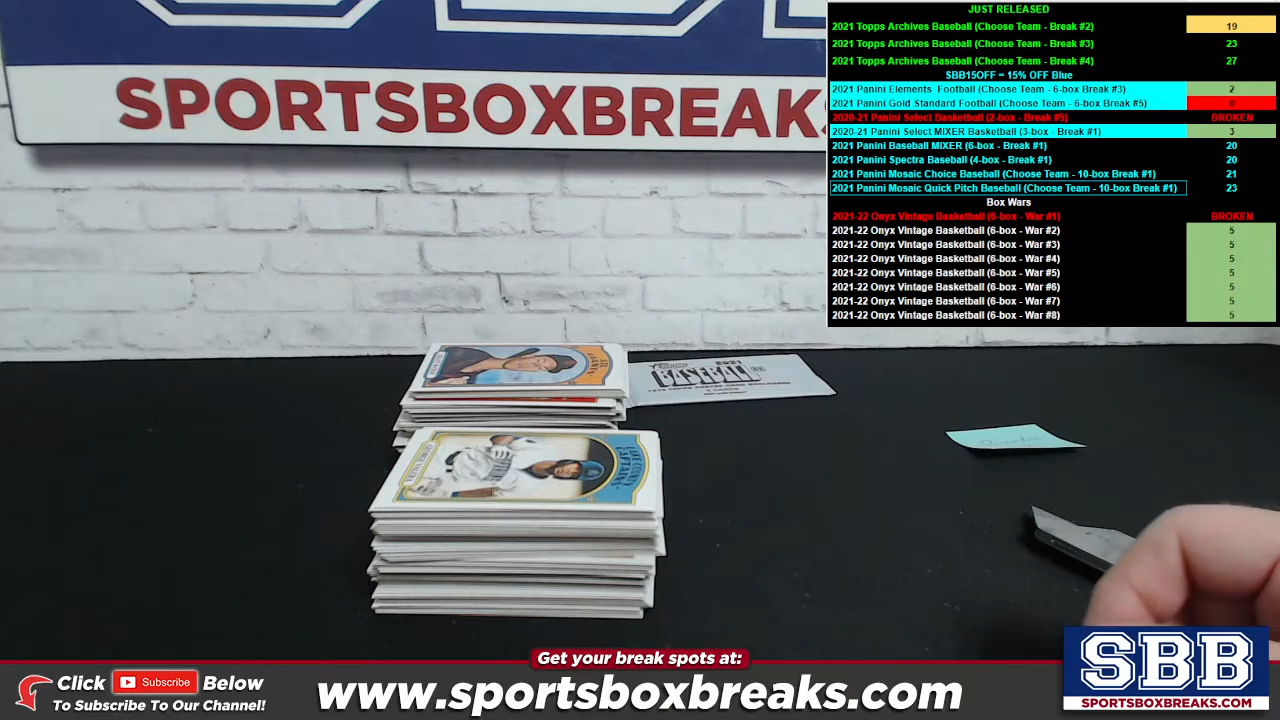 JUST RELEASED
2021 Topps Archives Baseball (Choose Team - Break #2) 19
2021 Topps Archives Baseball (Choose Team - Break #3) 23
2021 Topps Archives Baseball (Choose Team - Break #4) 27
SBB15OFF = 15% OFF Blue
2021 Panini Elements Football (Choose Team - 6-box Break #3) 2
2021 Panini Gold Standard Football (Choose Team - 6-box Break #5) 0
2020-21 Panini Select Basketball (2-box - Break #5) BROKEN
2020-21 Panini Select MIXER Basketball (3-box - Break #1) 3
2021 Panini Baseball MIXER (6-box - Break #1) 20
2021 Panini Spectra Baseball (4-box - Break #1) 20
2021 Panini Mosaic Choice Baseball (Choose Team - 10-box Break #1) 21
2021 Panini Mosaic Quick Pitch Baseball (Choose Team - 10-box Break #1) 23
Box Wars
2021-22 Onyx Vintage Basketball (6-box - War #1) BROKEN
2021-22 Onyx Vintage Basketball (6-box - War #2) 5
2021-22 Onyx Vintage Basketball (6-box - War #3) 5
2021-22 Onyx Vintage Basketball (6-box - War #4) 5
2021-22 Onyx Vintage Basketball (6-box - War #5) 5
2021-22 Onyx Vintage Basketball (6-box - War #6) 5
2021-22 Onyx Vintage Basketball (6-box - War #7) 5
2021-22 Onyx Vintage Basketball (6-box - War #8) 5
SPORTSBOXBREAKS
2021
BASEBALL
LAKE COUNTY
CAPTAINS
GEORGE VALERA
Get your break spots at:
www.sportsboxbreaks.com
Click Subscribe Below
To Subscribe To Our Channel!
SBB
SPORTSBOXBREAKS.COM